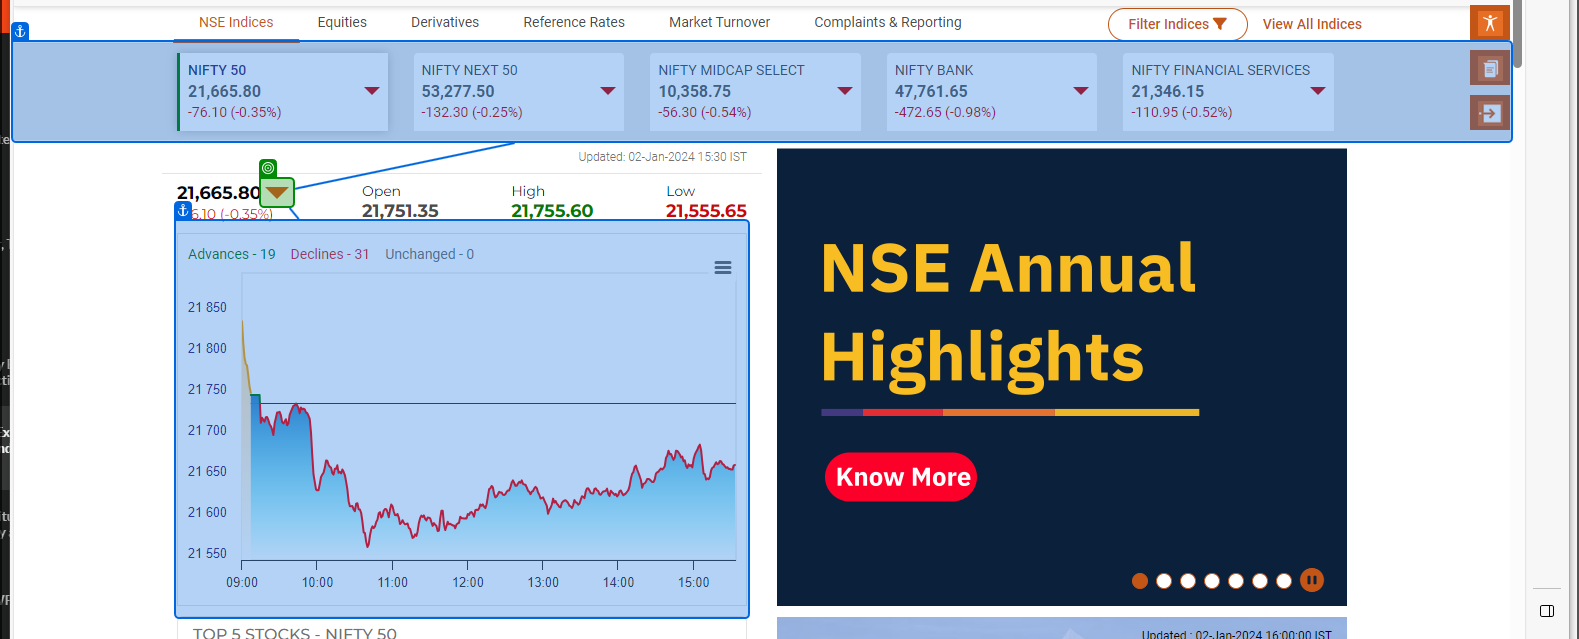 NSE Indices Equities Derivatives Reference Rates Market Turnover Complaints & Reporting Filter Indices View All Indices
NIFTY 50 NIFTY NEXT 50 NIFTY MIDCAP SELECT NIFTY BANK NIFTY FINANCIAL SERVICES
21,665.80 53,277.50 10,358.75 47,761.65 21,346.15
-76.10 (-0.35%) -132.30 (-0.25%) -56.30 (-0.54%) -472.65 (-0.98%) -110.95 (-0.52%)
Updated: 02-Jan-2024 15:30 IST
21,665.80 Open High Low
6.10 (-0.35%) 21,751.35 21,755.60 21,555.65
Advances - 19 Declines - 31 Unchanged - 0
21 850
21 800
21 750
21 700
21 650
21 600
21 550
09:00 10:00 11:00 12:00 13:00 14:00 15:00
TOP 5 STOCKS - NIFTY 50
NSE Annual
Highlights
Know More
Updated : 02-Jan-2024 16:00:00 IST